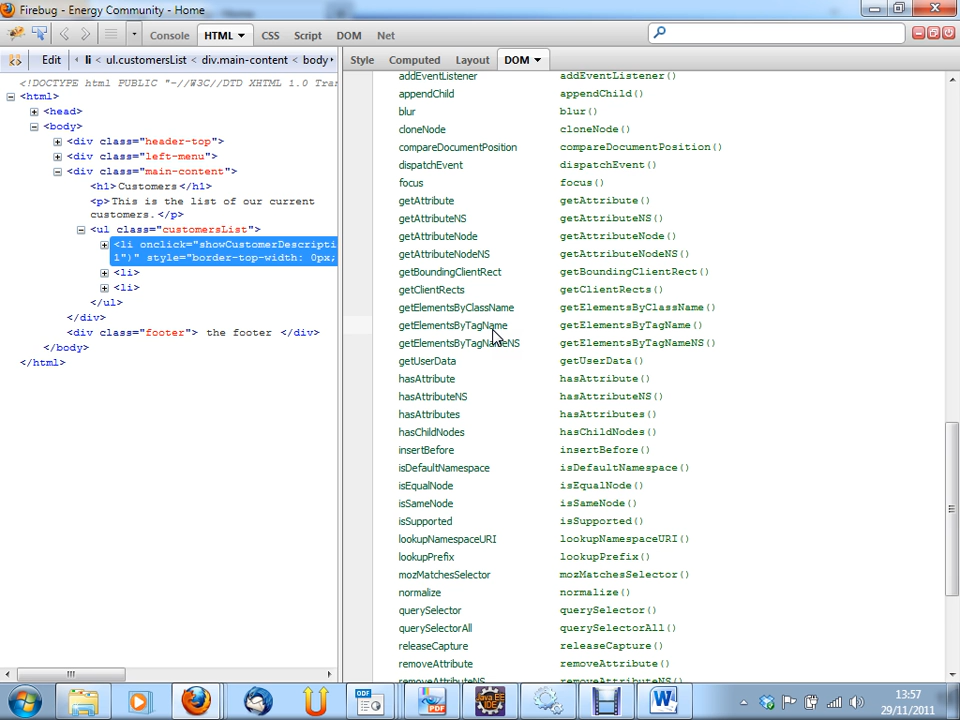 Firebug - Energy Community - Home
Console HTML CSS Script DOM Net
Edit li < ul.customersList < div.main-content < body
Style Computed Layout DOM
<!DOCTYPE html PUBLIC "-//W3C//DTD XHTML 1.0 Tran
<html>
<head>
<body>
<div class="header-top">
<div class="left-menu">
<div class="main-content">
<h1>Customers</h1>
<p>This is the list of our current
customers.</p>
<ul class="customersList">
<li onclick="showCustomerDescripti
1")" style="border-top-width: 0px;
<li>
<li>
</ul>
</div>
<div class="footer"> the footer </div>
</body>
</html>
addEventListener addEventListener()
appendChild appendChild()
blur blur()
cloneNode cloneNode()
compareDocumentPosition compareDocumentPosition()
dispatchEvent dispatchEvent()
focus focus()
getAttribute getAttribute()
getAttributeNS getAttributeNS()
getAttributeNode getAttributeNode()
getAttributeNodeNS getAttributeNodeNS()
getBoundingClientRect getBoundingClientRect()
getClientRects getClientRects()
getElementsByClassName getElementsByClassName()
getElementsByTagName getElementsByTagName()
getElementsByTagNameNS getElementsByTagNameNS()
getUserData getUserData()
hasAttribute hasAttribute()
hasAttributeNS hasAttributeNS()
hasAttributes hasAttributes()
hasChildNodes hasChildNodes()
insertBefore insertBefore()
isDefaultNamespace isDefaultNamespace()
isEqualNode isEqualNode()
isSameNode isSameNode()
isSupported isSupported()
lookupNamespaceURI lookupNamespaceURI()
lookupPrefix lookupPrefix()
mozMatchesSelector mozMatchesSelector()
normalize normalize()
querySelector querySelector()
querySelectorAll querySelectorAll()
releaseCapture releaseCapture()
removeAttribute removeAttribute()
removeAttributeNS removeAttributeNS()
ODF PDF Java EE IDE
13:57
29/11/2011